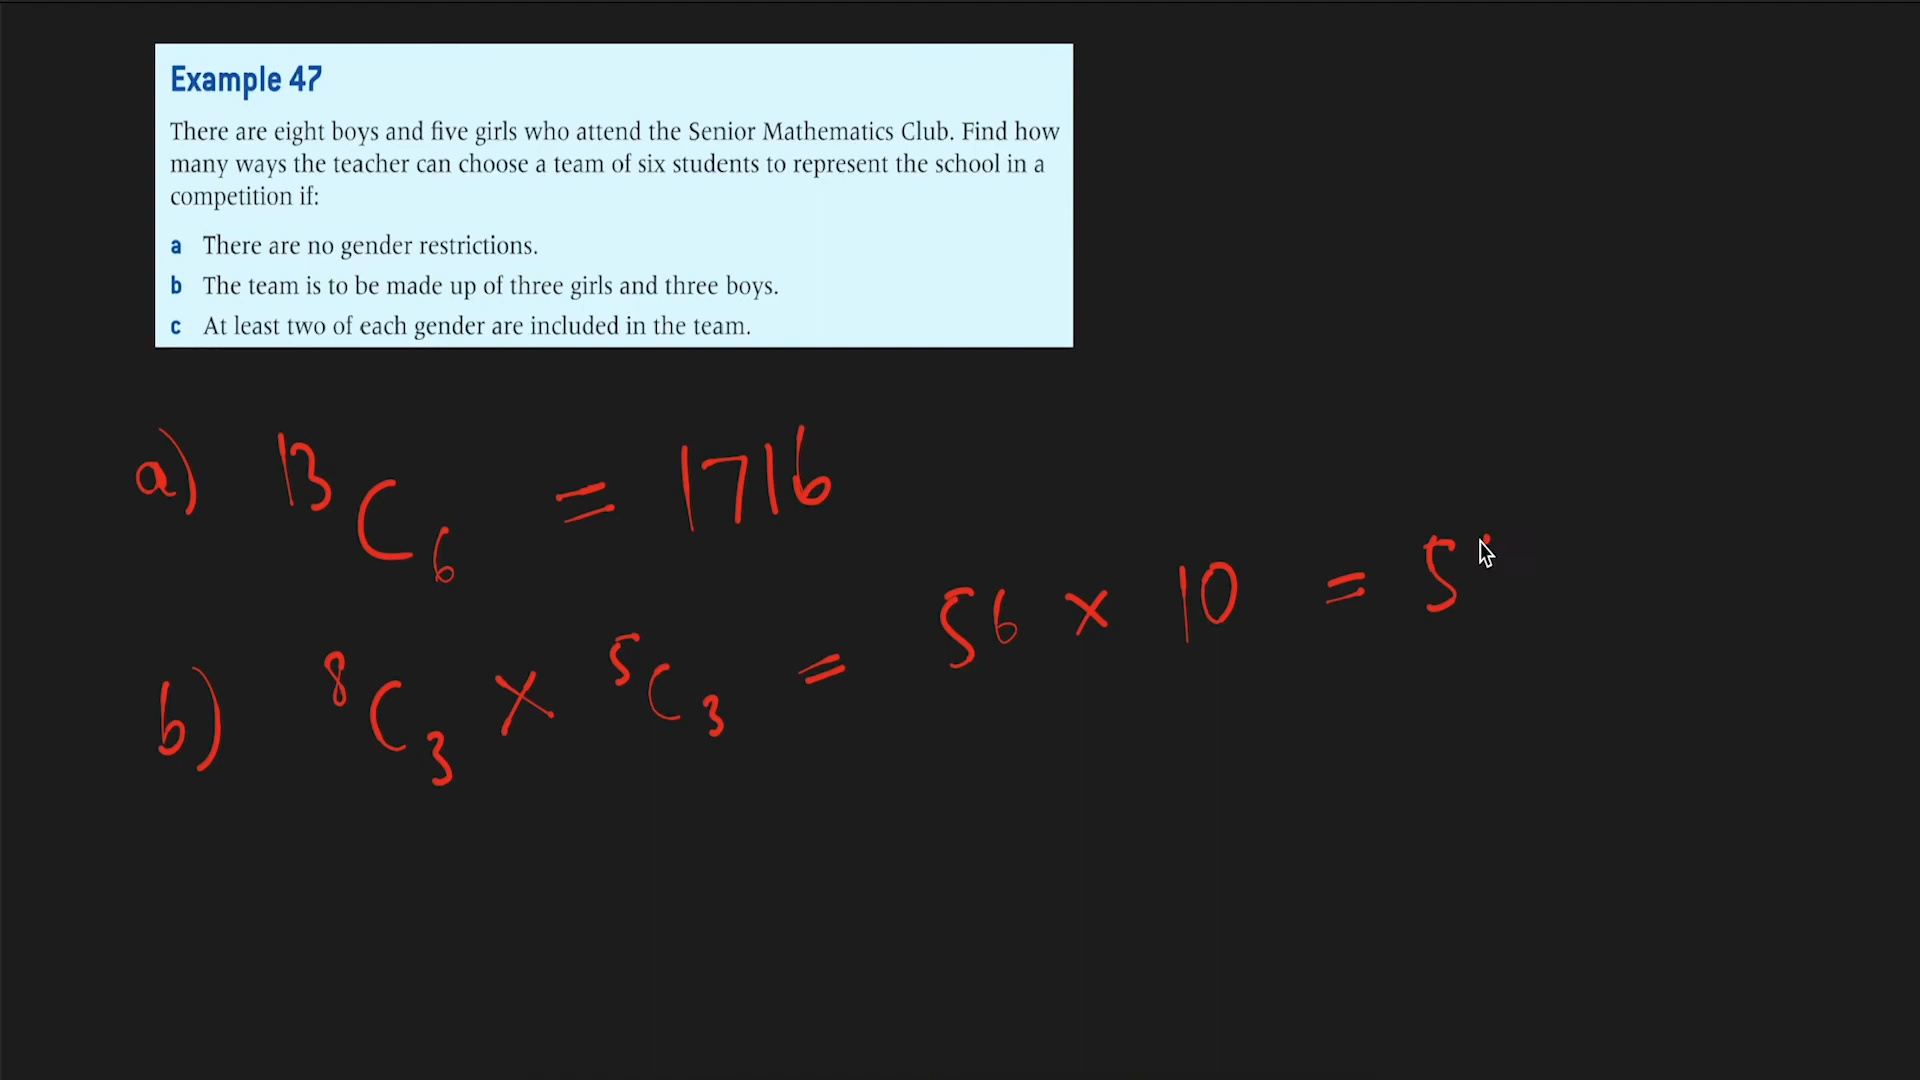 Example 47
There are eight boys and five girls who attend the Senior Mathematics Club. Find how
many ways the teacher can choose a team of six students to represent the school in a
competition if:
a There are no gender restrictions.
b The team is to be made up of three girls and three boys.
c At least two of each gender are included in the team.
a) ¹³C₆ = 1716
b) ⁸C₃ × ⁵C₃ = 56 × 10 = 5